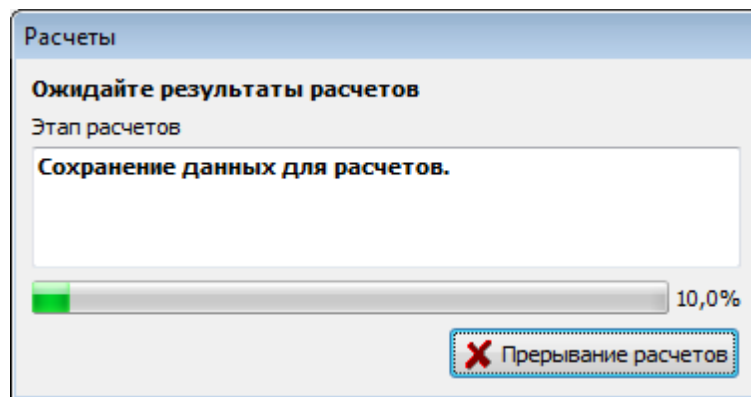 Расчеты
Ожидайте результаты расчетов
Этап расчетов
Сохранение данных для расчетов.
10,0%
Прерывание расчетов